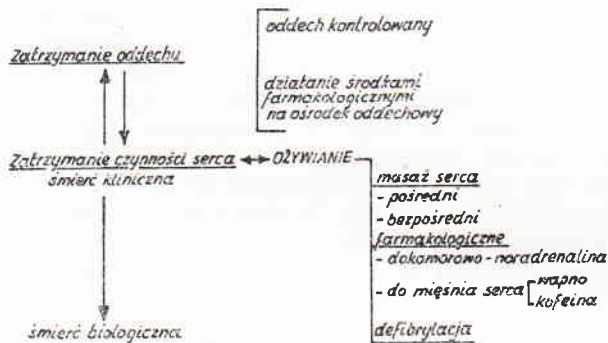 oddech kontrolowany
Zatrzymanie oddechu
działanie środkami
farmakologicznymi
na ośrodek oddechowy
Zatrzymanie czynności serca ↔ OŻYWIANIE
śmierć kliniczna
masaż serca
- pośredni
- bezpośredni
farmakologiczne
- dokomorowo - noradrenalina
- do mięśnia serca [wapno
kofeina
defibrylacja
śmierć biologiczna